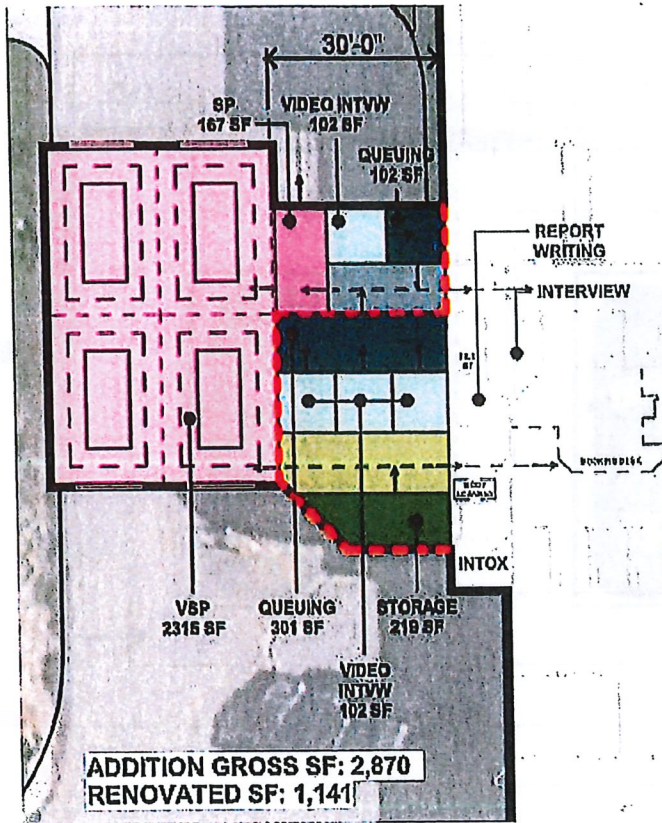 30'-0"
SP
167 SF
VIDEO INTVW
102 SF
QUEUING
102 SF
REPORT
WRITING
INTERVIEW
INTOX
VSP
2315 SF
QUEUING
301 SF
STORAGE
219 SF
VIDEO
INTVW
102 SF
ADDITION GROSS SF: 2,870
RENOVATED SF: 1,141